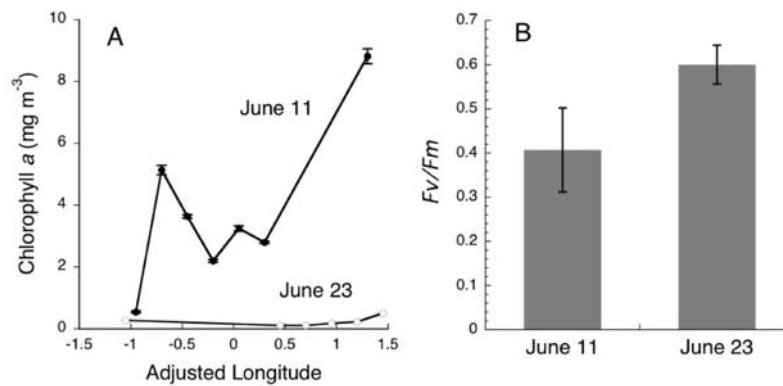 A
Chlorophyll a (mg m-3)
10
8
6
4
2
0
June 11
June 23
-1.5 -1 -0.5 0 0.5 1 1.5
Adjusted Longitude
B
Fv/Fm
0.7
0.6
0.5
0.4
0.3
0.2
0.1
0
June 11 June 23